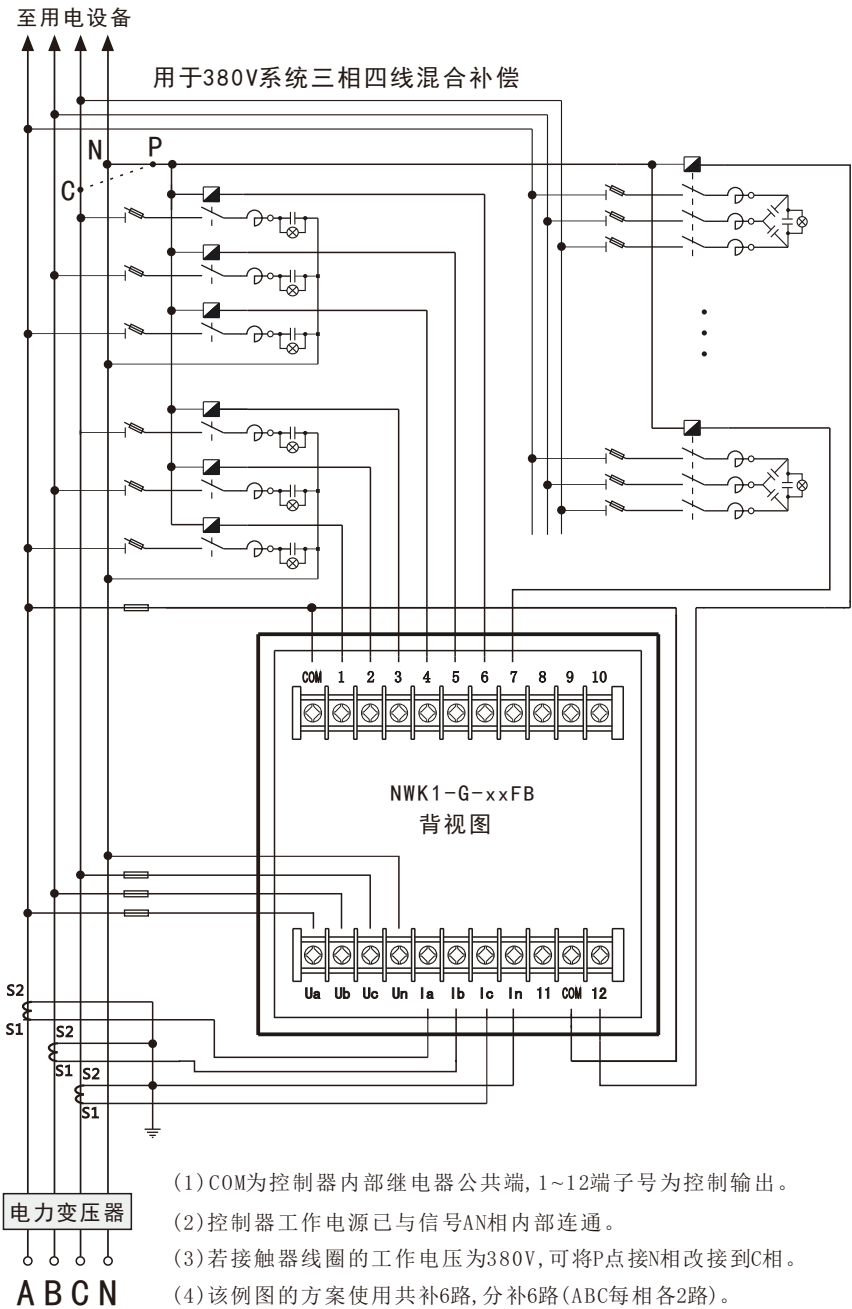 至用电设备
用于380V系统三相四线混合补偿
N
P
C
COM 1 2 3 4 5 6 7 8 9 10
NWK1-G-xxFB
背视图
Ua Ub Uc Un Ia Ib Ic In 11 COM 12
S2
S1
S2
S1
S2
S1
(1)COM为控制器内部继电器公共端,1~12端子号为控制输出。
电力变压器
(2)控制器工作电源已与信号AN相内部连通。
(3)若接触器线圈的工作电压为380V,可将P点接N相改接到C相。
A B C N
(4)该例图的方案使用共补6路,分补6路(ABC每相各2路)。